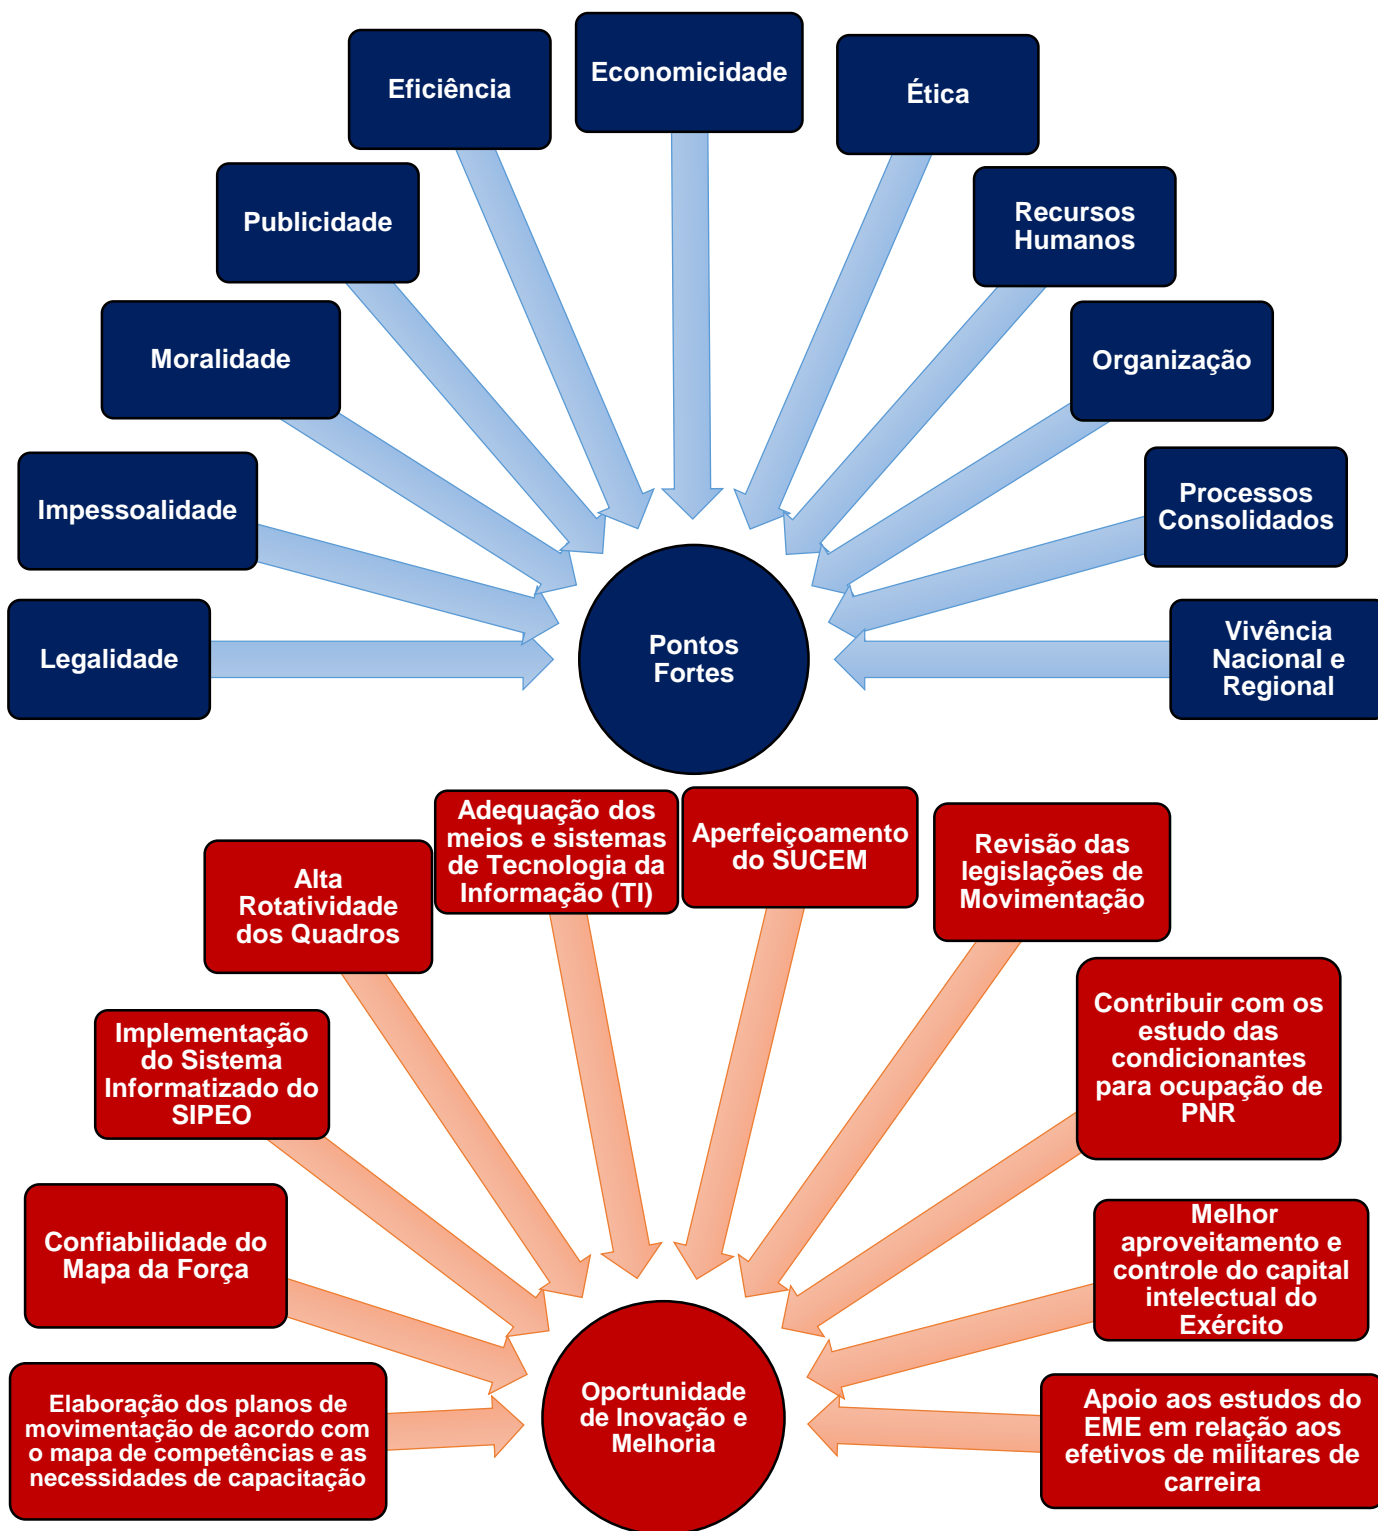 Economicidade
Eficiência
Ética
Publicidade
Recursos
Humanos
Moralidade
Organização
Impessoalidade
Processos
Consolidados
Legalidade
Vivência
Nacional e
Regional
Pontos
Fortes
Adequação dos
meios e sistemas
de Tecnologia da
Informação (TI)
Aperfeiçoamento
do SUCEM
Revisão das
legislações de
Movimentação
Alta
Rotatividade
dos Quadros
Contribuir com os
estudo das
condicionantes
para ocupação de
PNR
Implementação
do Sistema
Informatizado do
SIPEO
Confiabilidade do
Mapa da Força
Melhor
aproveitamento e
controle do capital
intelectual do
Exército
Elaboração dos planos de
movimentação de acordo com
o mapa de competências e as
necessidades de capacitação
Oportunidade
de Inovação e
Melhoria
Apoio aos estudos do
EME em relação aos
efetivos de militares de
carreira